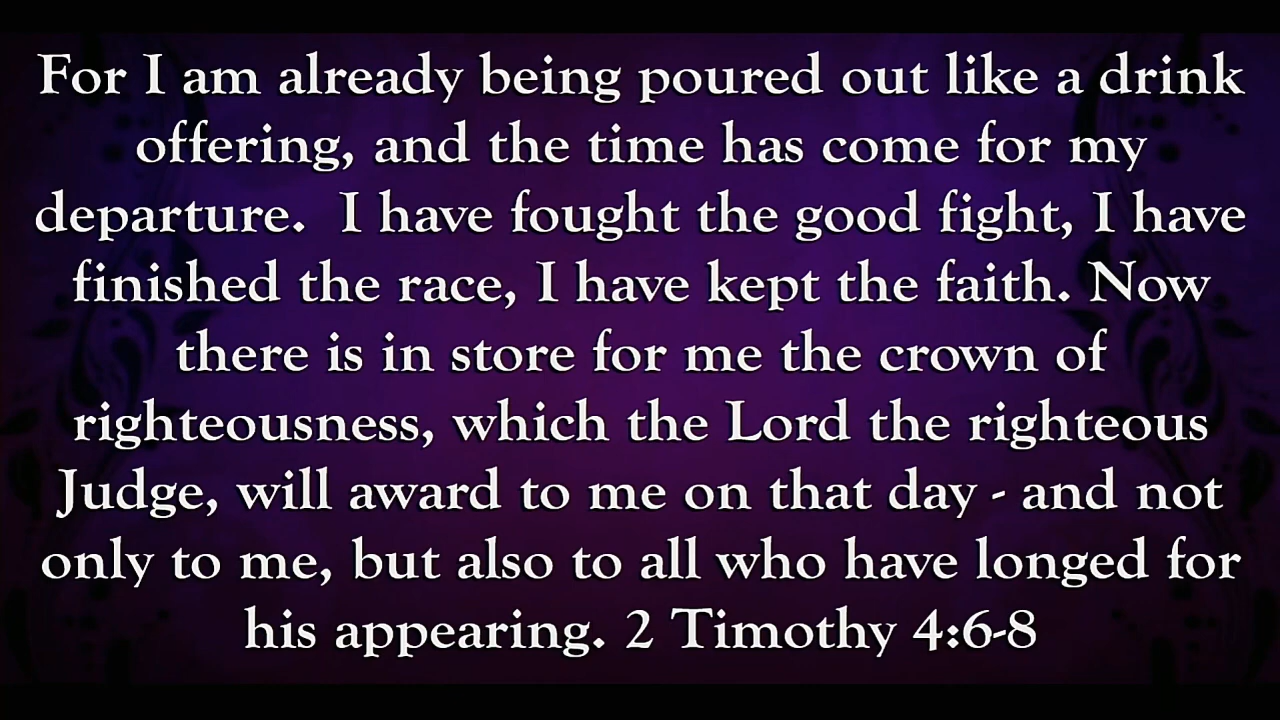 For I am already being poured out like a drink
offering, and the time has come for my
departure.  I have fought the good fight, I have
finished the race, I have kept the faith. Now
there is in store for me the crown of
righteousness, which the Lord the righteous
Judge, will award to me on that day - and not
only to me, but also to all who have longed for
his appearing. 2 Timothy 4:6-8